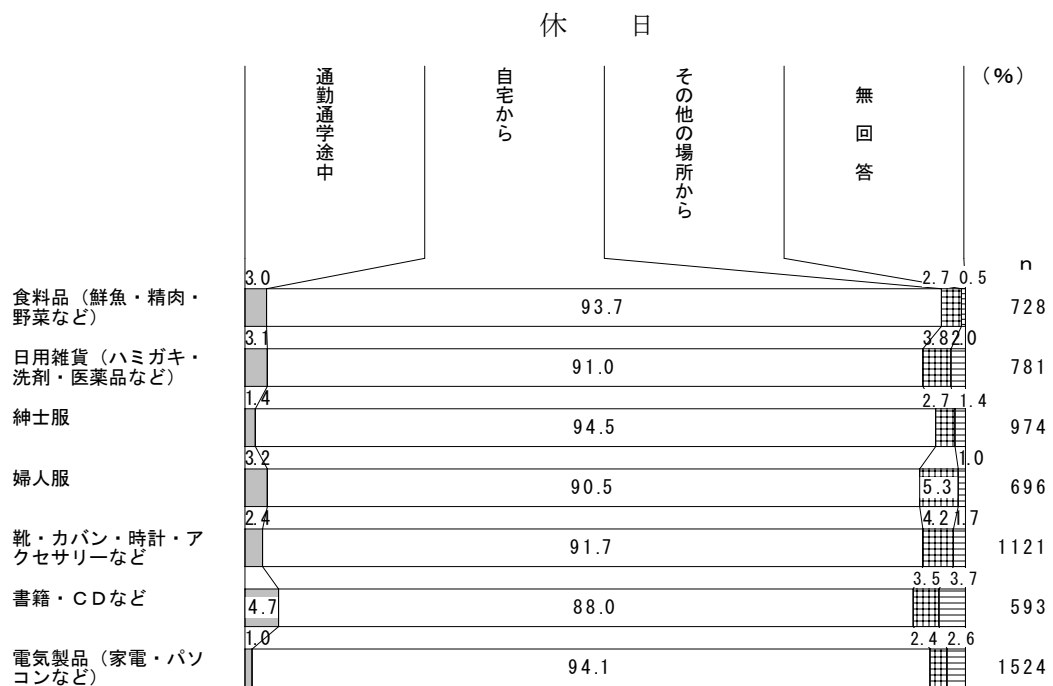 休　日
(％)
通勤通学途中
自宅から
その他の場所から
無回答
n
3.0
2.7
0.5
食料品（鮮魚・精肉・
野菜など）
93.7
728
3.1
3.8
2.0
日用雑貨（ハミガキ・
洗剤・医薬品など）
91.0
781
1.4
2.7
1.4
紳士服
94.5
974
3.2
1.0
婦人服
90.5
5.3
696
2.4
4.2
1.7
靴・カバン・時計・ア
クセサリーなど
91.7
1121
3.5
3.7
書籍・ＣＤなど
4.7
88.0
593
1.0
2.4
2.6
電気製品（家電・パソ
コンなど）
94.1
1524